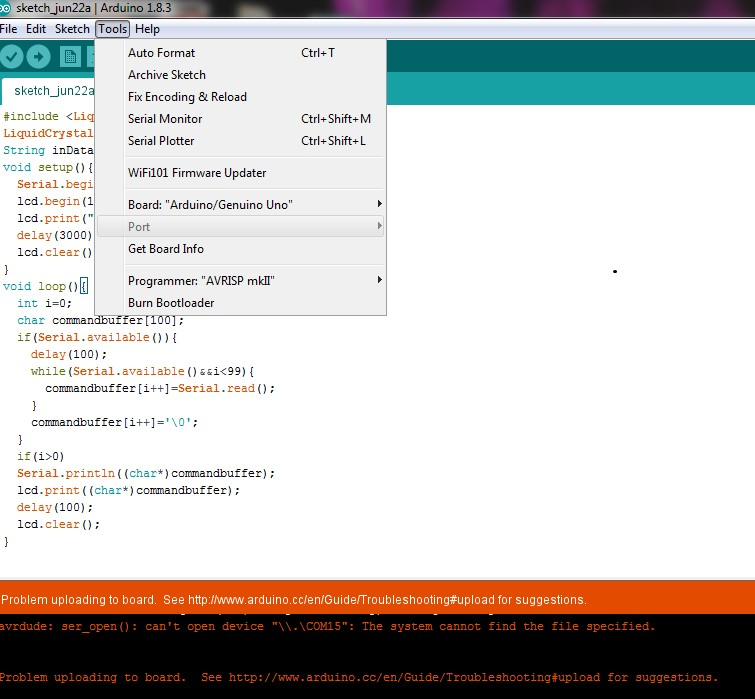 sketch_jun22a | Arduino 1.8.3
File Edit Sketch Tools Help
Auto Format Ctrl+T
Archive Sketch
Fix Encoding & Reload
Serial Monitor Ctrl+Shift+M
Serial Plotter Ctrl+Shift+L
WiFi101 Firmware Updater
Board: "Arduino/Genuino Uno"
Port
Get Board Info
Programmer: "AVRISP mkII"
Burn Bootloader
sketch_jun22a
#include <Liq
LiquidCrystal
String inData
void setup(){
Serial.begi
lcd.begin(1
lcd.print("
delay(3000)
lcd.clear()
}
void loop(){
int i=0;
char commandbuffer[100];
if(Serial.available()){
delay(100);
while(Serial.available()&&i<99){
commandbuffer[i++]=Serial.read();
}
commandbuffer[i++]='\0';
}
if(i>0)
Serial.println((char*)commandbuffer);
lcd.print((char*)commandbuffer);
delay(100);
lcd.clear();
}
Problem uploading to board. See http://www.arduino.cc/en/Guide/Troubleshooting#upload for suggestions.
avrdude: ser_open(): can't open device "\\.\COM15": The system cannot find the file specified.
Problem uploading to board. See http://www.arduino.cc/en/Guide/Troubleshooting#upload for suggestions.